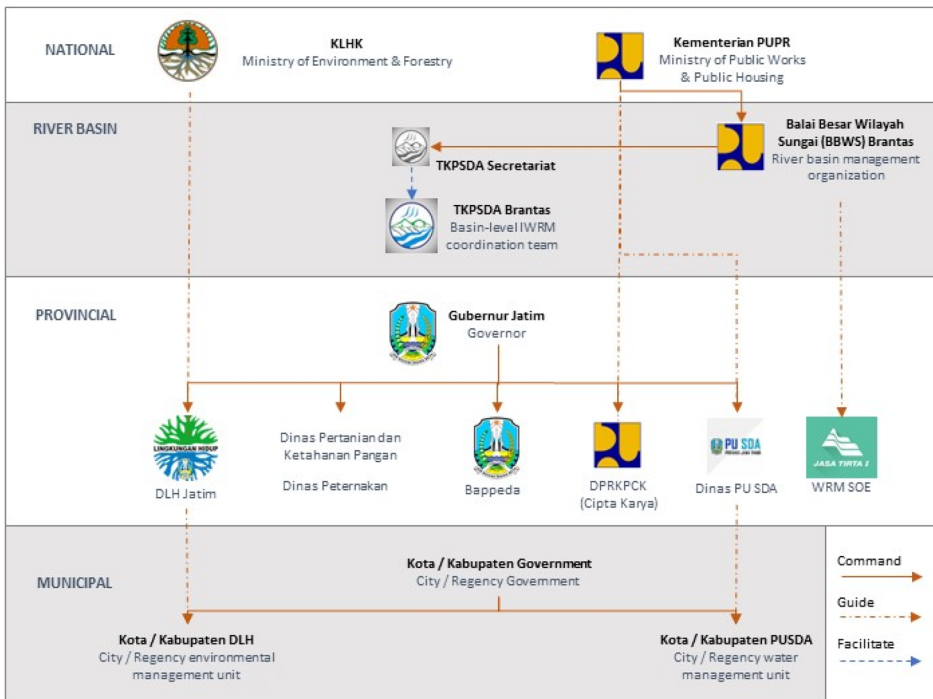 NATIONAL
KLHK
Ministry of Environment & Forestry
Kementerian PUPR
Ministry of Public Works
& Public Housing
RIVER BASIN
Balai Besar Wilayah
Sungai (BBWS) Brantas
River basin management
organization
TKPSDA Secretariat
TKPSDA Brantas
Basin-level IWRM
coordination team
PROVINCIAL
Gubernur Jatim
Governor
LINGKUNGAN HIDUP
DLH Jatim
Dinas Pertanian dan
Ketahanan Pangan
Dinas Peternakan
Bappeda
DPRKPCK
(Cipta Karya)
PU SDA
Dinas PU SDA
JASA TIRTA I
WRM SOE
MUNICIPAL
Kota / Kabupaten Government
City / Regency Government
Kota / Kabupaten DLH
City / Regency environmental
management unit
Kota / Kabupaten PUSDA
City / Regency water
management unit
Command
Guide
Facilitate